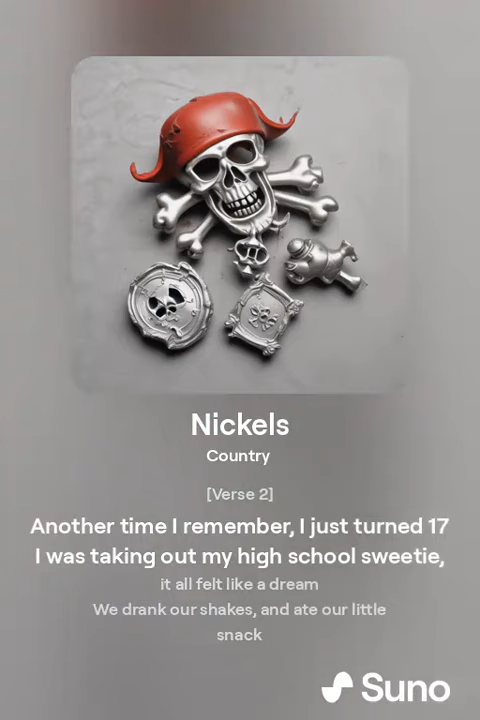 Nickels
Country
[Verse 2]
Another time I remember, I just turned 17
I was taking out my high school sweetie,
it all felt like a dream
We drank our shakes, and ate our little
snack
Suno